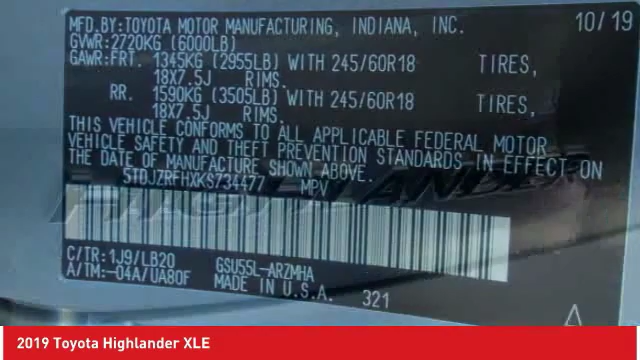 MFD.BY:TOYOTA MOTOR MANUFACTURING, INDIANA, INC. 10/19
GVWR: 2720KG (6000LB)
GAWR:FRT. 1345KG (2955LB) WITH 245/60R18 TIRES,
18X7.5J RIMS.
RR. 1590KG (3505LB) WITH 245/60R18 TIRES,
18X7.5J RIMS.
THIS VEHICLE CONFORMS TO ALL APPLICABLE FEDERAL MOTOR
VEHICLE SAFETY AND THEFT PREVENTION STANDARDS IN EFFECT ON
THE DATE OF MANUFACTURE SHOWN ABOVE.
5TDJZRFHXKS734477 MPV
HIGHLANDER
C/TR: 1J9/LB20 GSU55L-ARZMHA
A/TM:-04A/UA80F MADE IN U.S.A. 321
2019 Toyota Highlander XLE